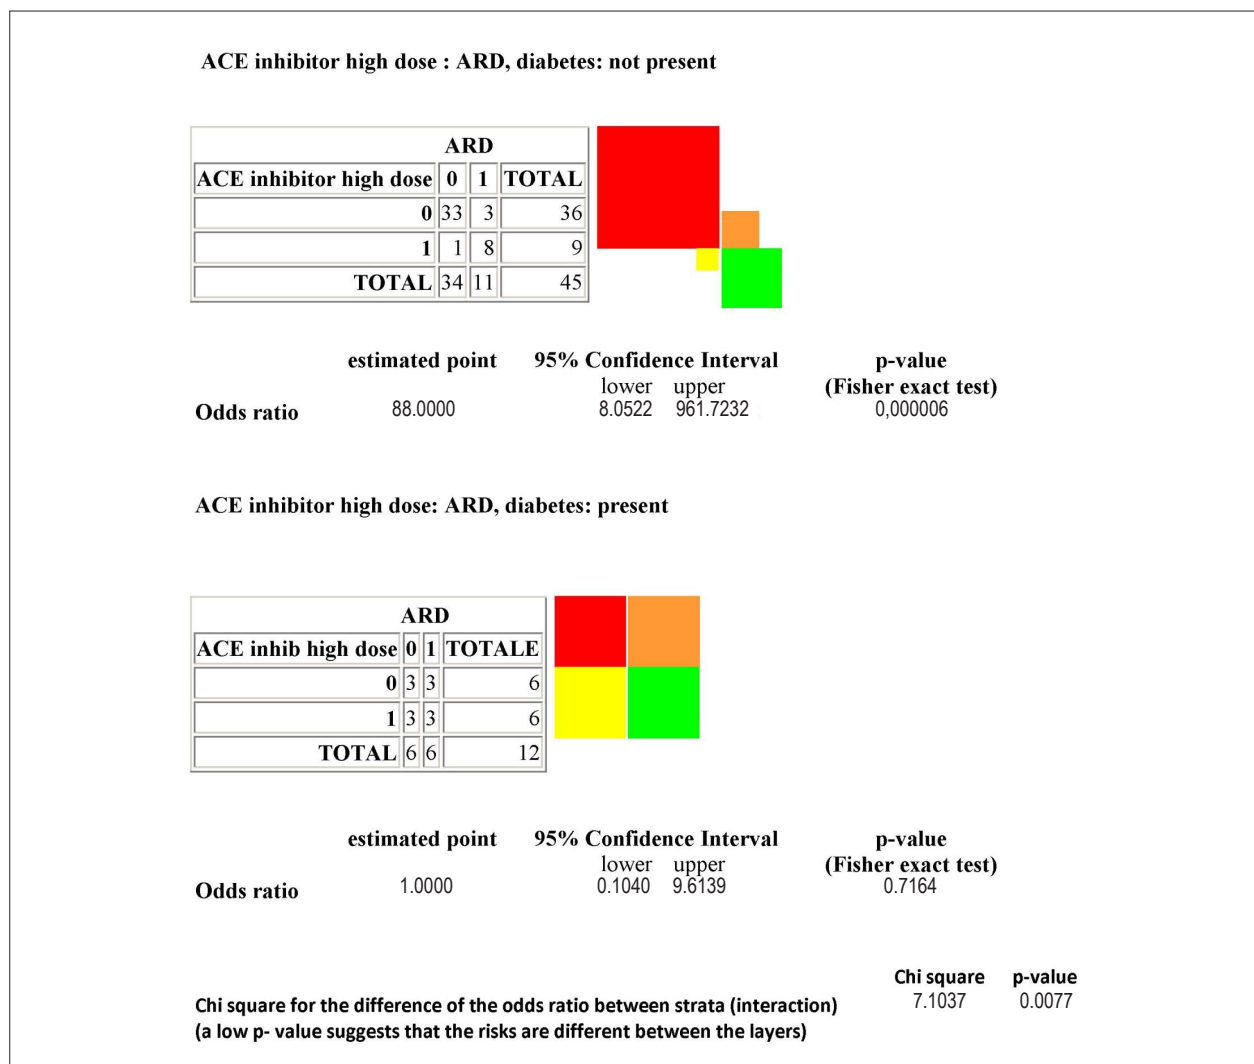 ACE inhibitor high dose : ARD, diabetes: not present
ARD
ACE inhibitor high dose 0 1 TOTAL
0 33 3 36
1 1 8 9
TOTAL 34 11 45
estimated point 95% Confidence Interval p-value
lower upper (Fisher exact test)
Odds ratio 88.0000 8.0522 961.7232 0,000006
ACE inhibitor high dose: ARD, diabetes: present
ARD
ACE inhib high dose 0 1 TOTALE
0 3 3 6
1 3 3 6
TOTAL 6 6 12
estimated point 95% Confidence Interval p-value
lower upper (Fisher exact test)
Odds ratio 1.0000 0.1040 9.6139 0.7164
Chi square p-value
Chi square for the difference of the odds ratio between strata (interaction) 7.1037 0.0077
(a low p- value suggests that the risks are different between the layers)